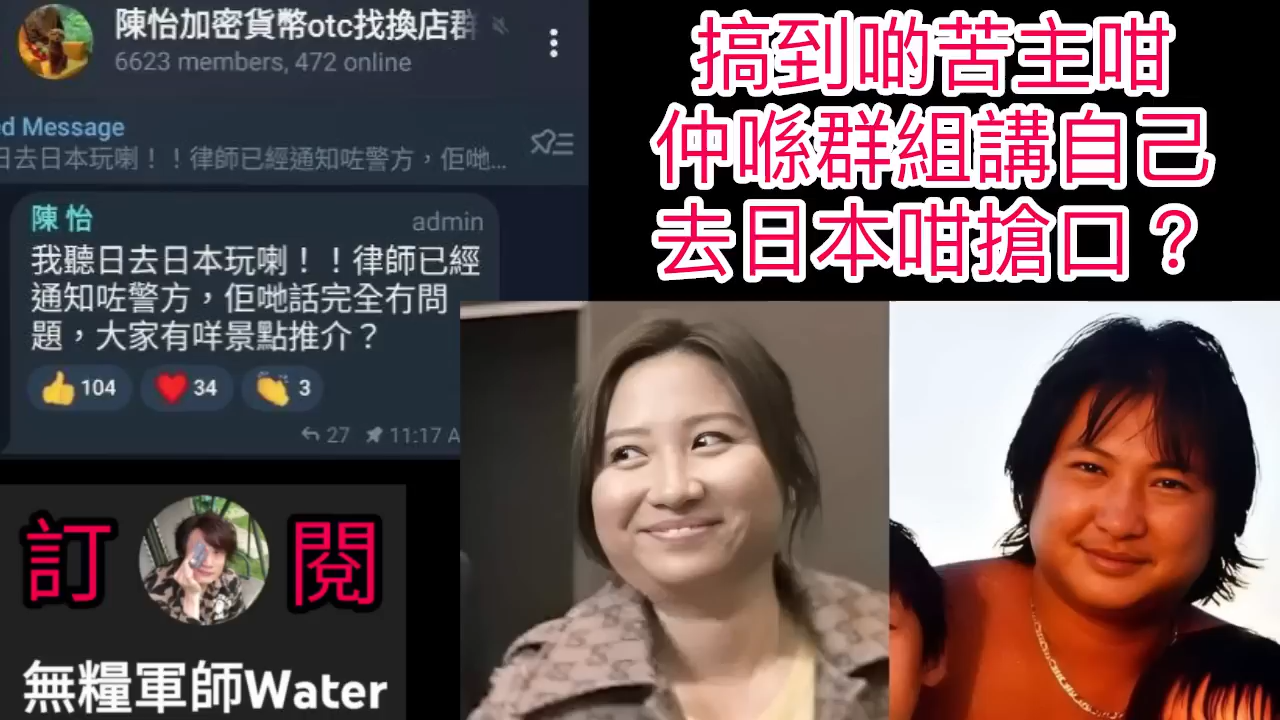 陳怡加密貨幣otc找換店群
6623 members, 472 online
ed Message
日去日本玩喇！！律師已經通知咗警方，佢哋...
陳 怡 admin
我聽日去日本玩喇！！律師已經
通知咗警方，佢哋話完全冇問
題，大家有咩景點推介？
104 34 3
27 11:17 A
搞到啲苦主咁
仲喺群組講自己
去日本咁搶口？
訂 閱
無糧軍師Water